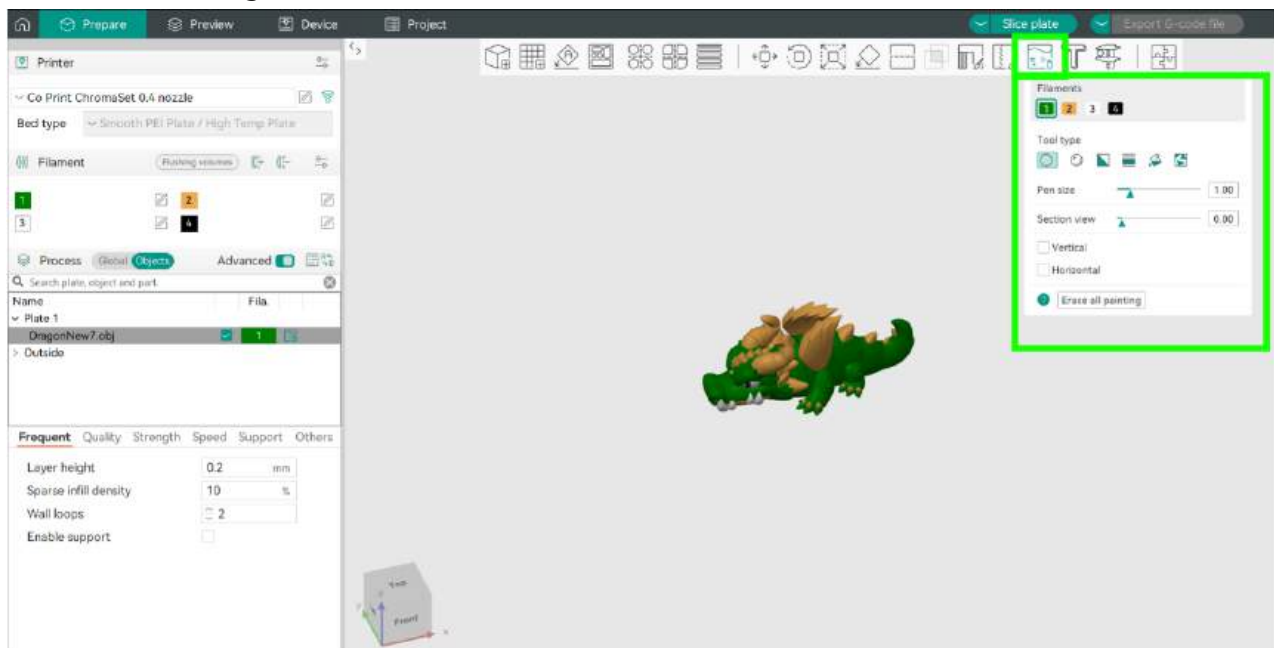 Prepare Preview Device Project Slice plate Export G-code file
Printer
Co Print ChromaSet 0.4 nozzle
Bed type Smooth PEI Plate / High Temp Plate
Filament Flushing volumes
1 2
3 4
Process Global Objects Advanced
Search plate, object and part.
Name Fila.
Plate 1
DragonNew7.obj 1
Outside
Frequent Quality Strength Speed Support Others
Layer height 0.2 mm
Sparse infill density 10 %
Wall loops 2
Enable support
Filaments
1 2 3 4
Tool type
Pen size 1.00
Section view 0.00
Vertical
Horizontal
Erase all painting
Top
Front